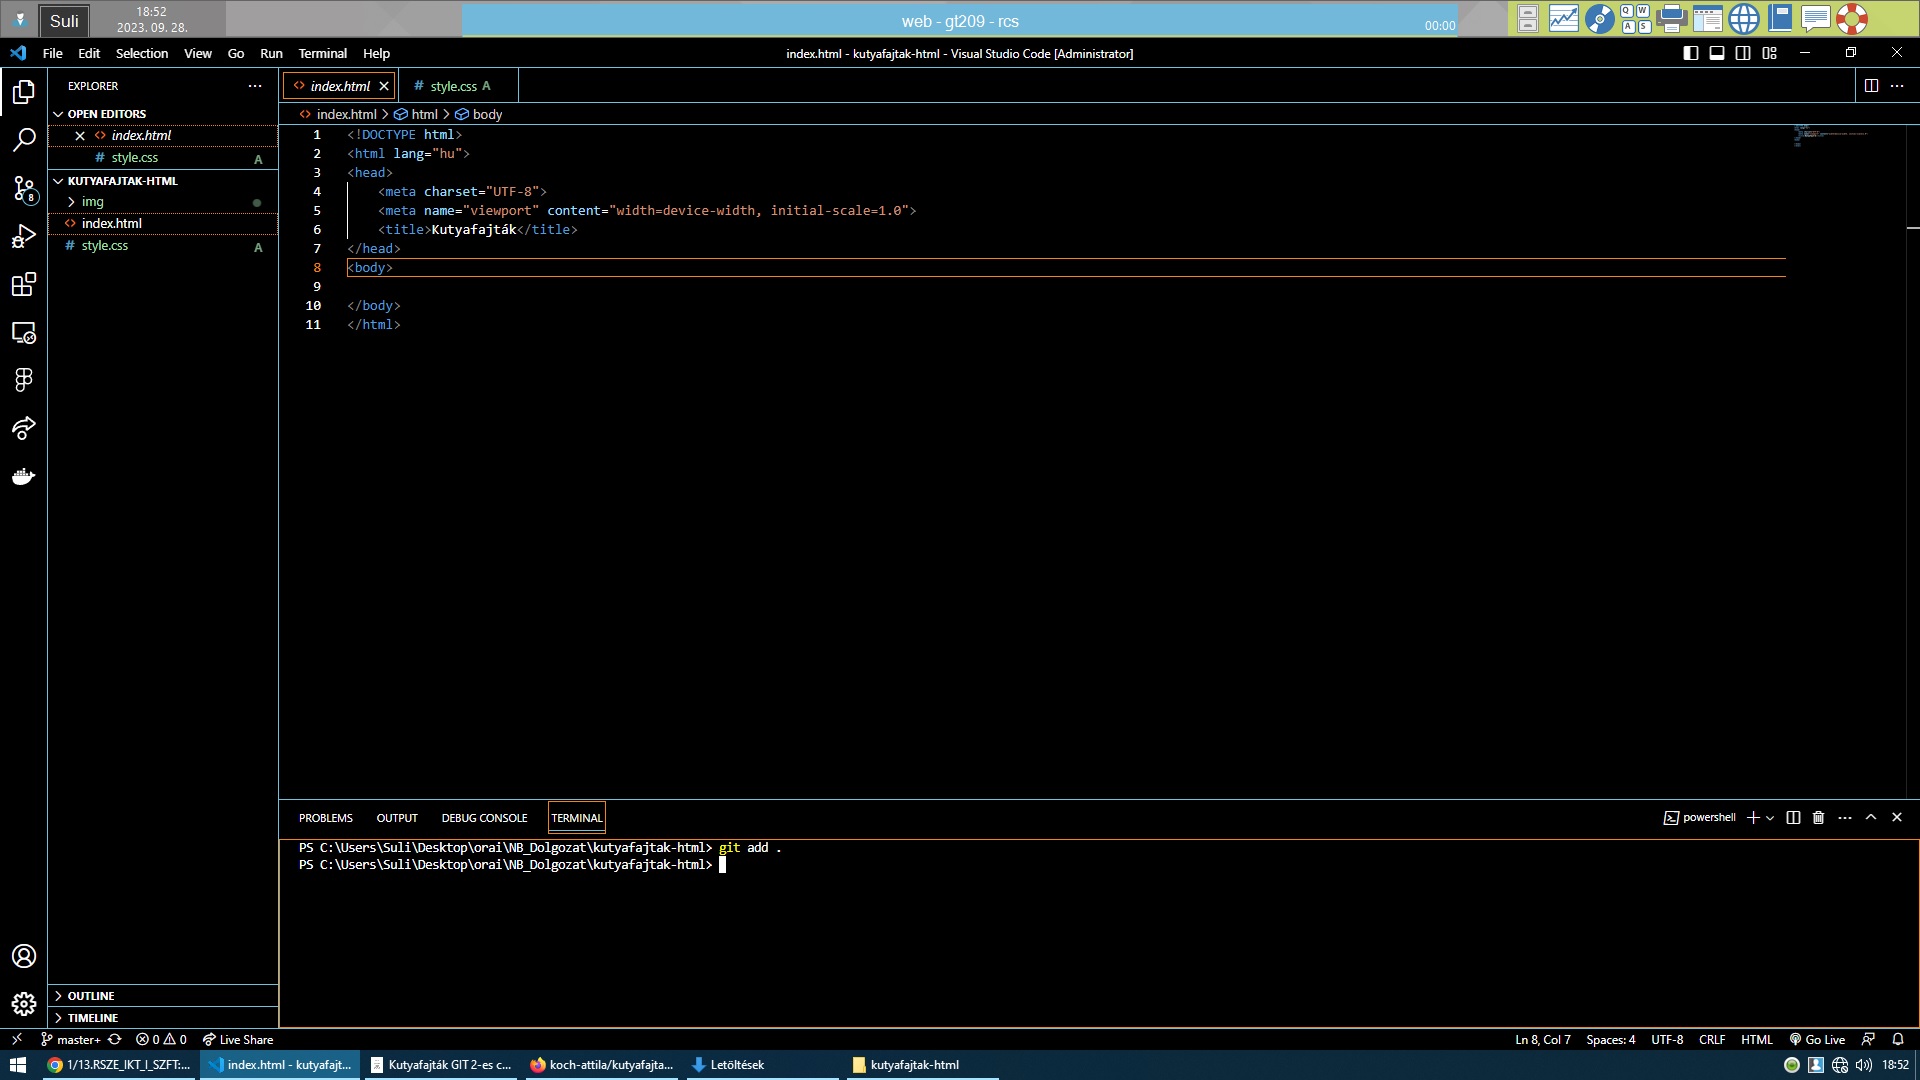 Suli
18:52
2023. 09. 28.
web - gt209 - rcs
00:00
Q W
A S
File Edit Selection View Go Run Terminal Help
index.html - kutyafajtak-html - Visual Studio Code [Administrator]
EXPLORER
index.html
style.css A
OPEN EDITORS
index.html
style.css A
KUTYAFAJTAK-HTML
img
index.html
style.css A
8
index.html > html > body
1 <!DOCTYPE html>
2 <html lang="hu">
3 <head>
4 <meta charset="UTF-8">
5 <meta name="viewport" content="width=device-width, initial-scale=1.0">
6 <title>Kutyafajták</title>
7 </head>
8 <body>
9
10 </body>
11 </html>
PROBLEMS OUTPUT DEBUG CONSOLE TERMINAL
powershell
PS C:\Users\Suli\Desktop\orai\NB_Dolgozat\kutyafajtak-html> git add .
PS C:\Users\Suli\Desktop\orai\NB_Dolgozat\kutyafajtak-html>
OUTLINE
TIMELINE
master+ 0 0 Live Share
Ln 8, Col 7 Spaces: 4 UTF-8 CRLF HTML Go Live
1/13.RSZE_IKT_I_SZFT:...
index.html - kutyafajt...
Kutyafajták GIT 2-es c...
koch-attila/kutyafajta...
Letöltések
kutyafajtak-html
18:52